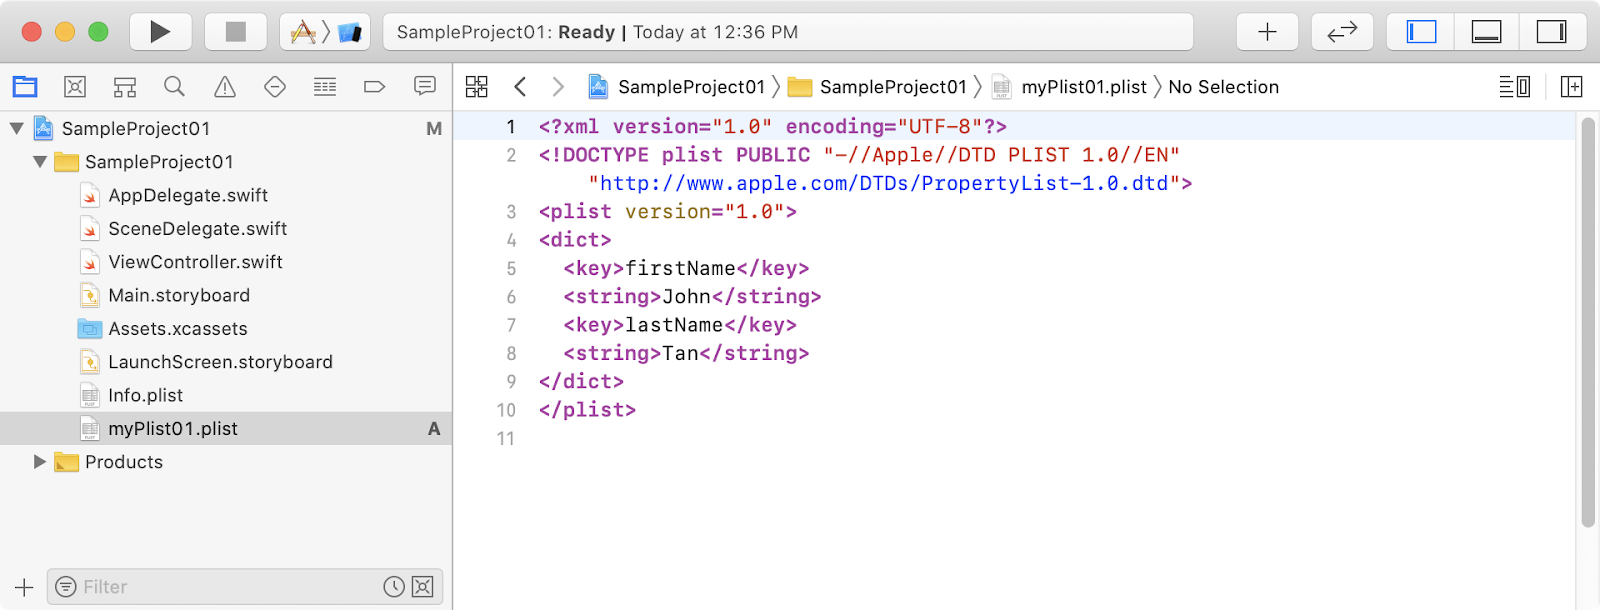 SampleProject01: Ready | Today at 12:36 PM
SampleProject01 M
SampleProject01
AppDelegate.swift
SceneDelegate.swift
ViewController.swift
Main.storyboard
Assets.xcassets
LaunchScreen.storyboard
Info.plist
myPlist01.plist A
Products
Filter
SampleProject01 〉 SampleProject01 〉 myPlist01.plist 〉 No Selection
1 <?xml version="1.0" encoding="UTF-8"?>
2 <!DOCTYPE plist PUBLIC "-//Apple//DTD PLIST 1.0//EN"
"http://www.apple.com/DTDs/PropertyList-1.0.dtd">
3 <plist version="1.0">
4 <dict>
5 <key>firstName</key>
6 <string>John</string>
7 <key>lastName</key>
8 <string>Tan</string>
9 </dict>
10 </plist>
11